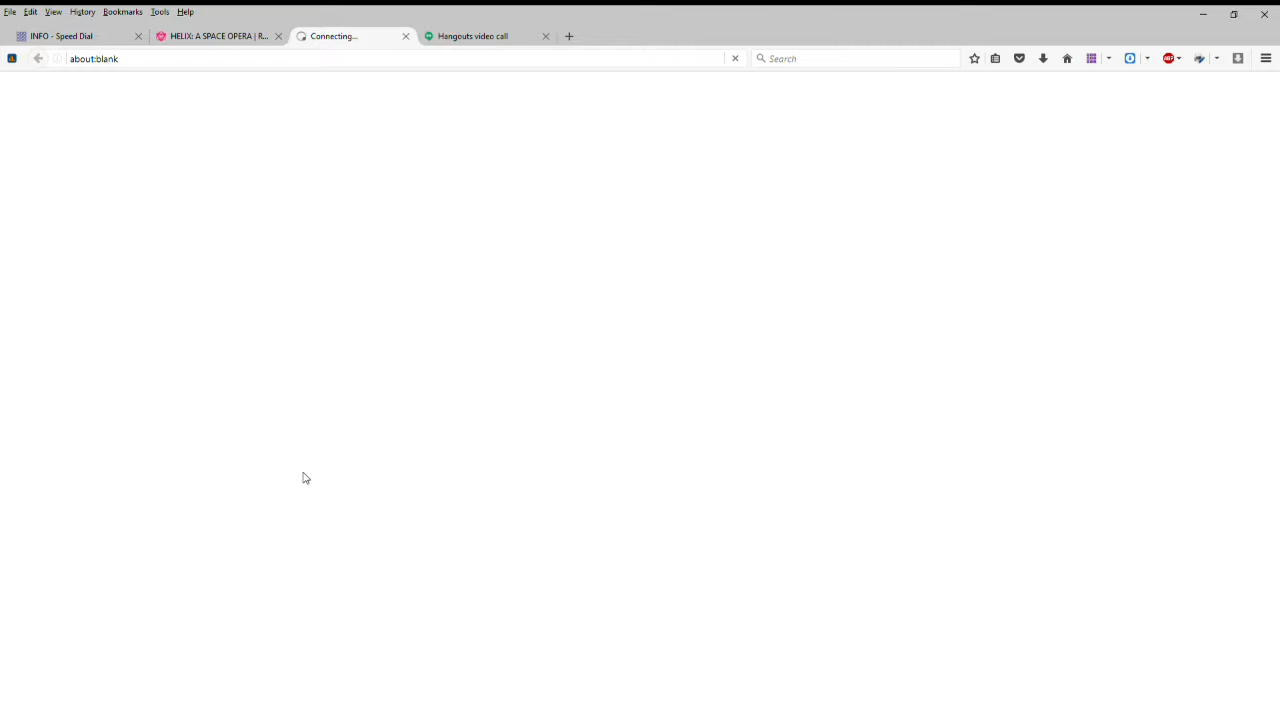 File Edit View History Bookmarks Tools Help
INFO - Speed Dial HELIX: A SPACE OPERA | R... Connecting... Hangouts video call
about:blank Search ABP